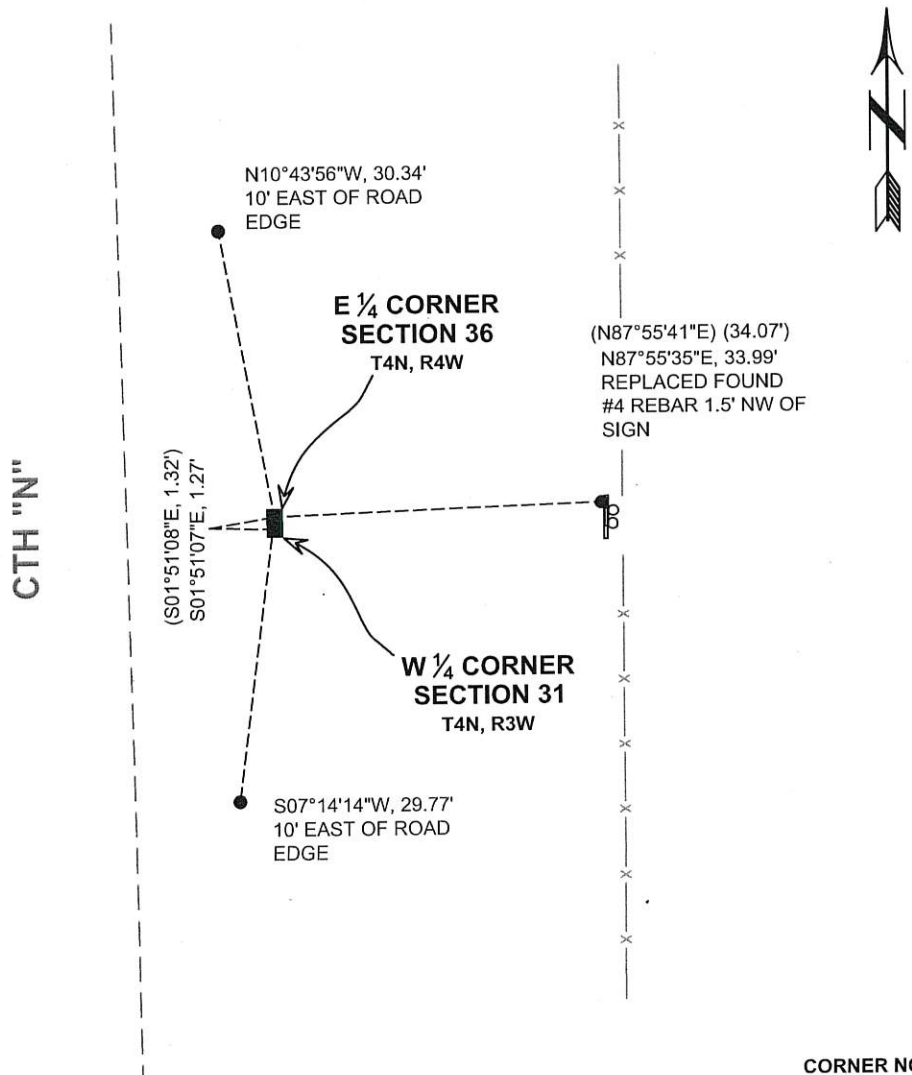 N
N10°43'56"W, 30.34'
10' EAST OF ROAD
EDGE
E ¼ CORNER
SECTION 36
T4N, R4W
(N87°55'41"E) (34.07')
N87°55'35"E, 33.99'
REPLACED FOUND
#4 REBAR 1.5' NW OF
SIGN
CTH "N"
(S01°51'08"E, 1.32')
S01°51'07"E, 1.27'
W ¼ CORNER
SECTION 31
T4N, R3W
S07°14'14"W, 29.77'
10' EAST OF ROAD
EDGE
CORNER